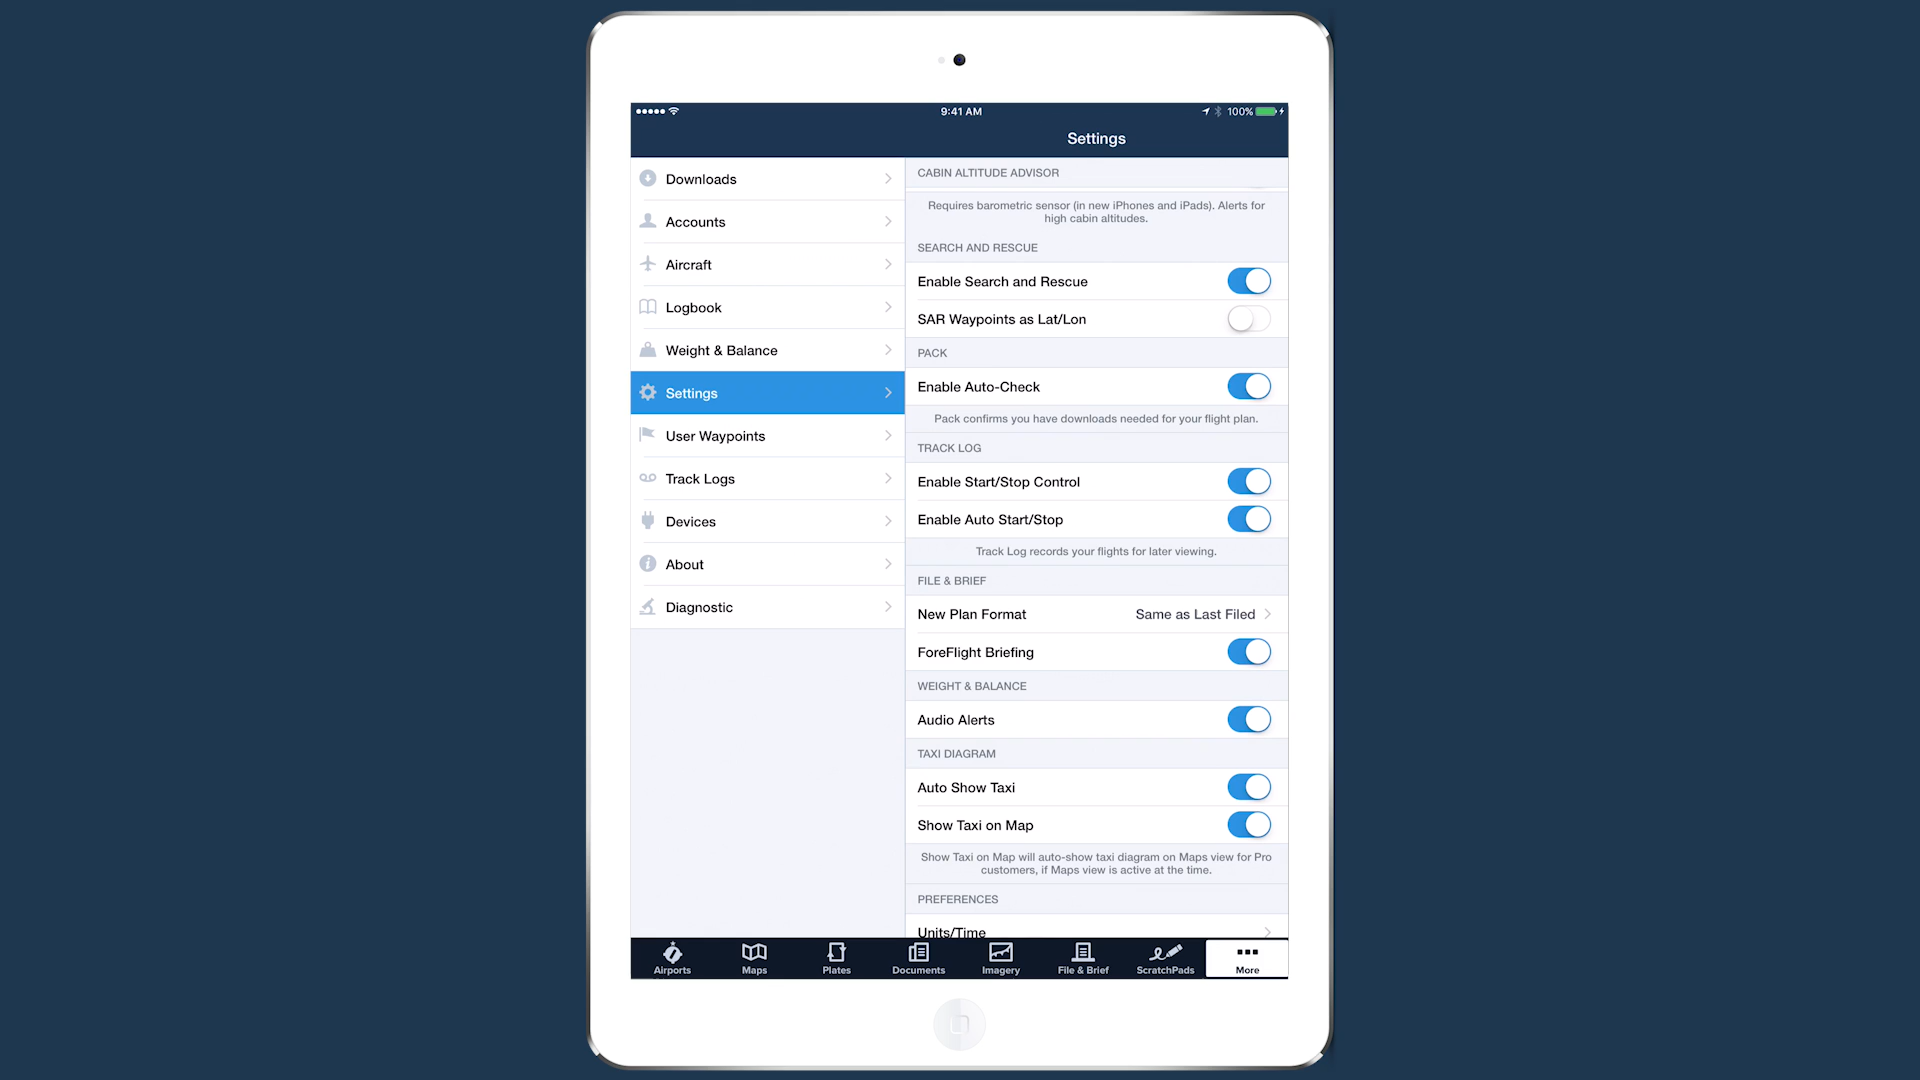 9:41 AM
100%
Settings
Downloads
Accounts
Aircraft
Logbook
Weight & Balance
Settings
User Waypoints
Track Logs
Devices
About
Diagnostic
CABIN ALTITUDE ADVISOR
Requires barometric sensor (in new iPhones and iPads). Alerts for
high cabin altitudes.
SEARCH AND RESCUE
Enable Search and Rescue
SAR Waypoints as Lat/Lon
PACK
Enable Auto-Check
Pack confirms you have downloads needed for your flight plan.
TRACK LOG
Enable Start/Stop Control
Enable Auto Start/Stop
Track Log records your flights for later viewing.
FILE & BRIEF
New Plan Format Same as Last Filed
ForeFlight Briefing
WEIGHT & BALANCE
Audio Alerts
TAXI DIAGRAM
Auto Show Taxi
Show Taxi on Map
Show Taxi on Map will auto-show taxi diagram on Maps view for Pro
customers, if Maps view is active at the time.
PREFERENCES
Units/Time
Airports
Maps
Plates
Documents
Imagery
File & Brief
ScratchPads
More